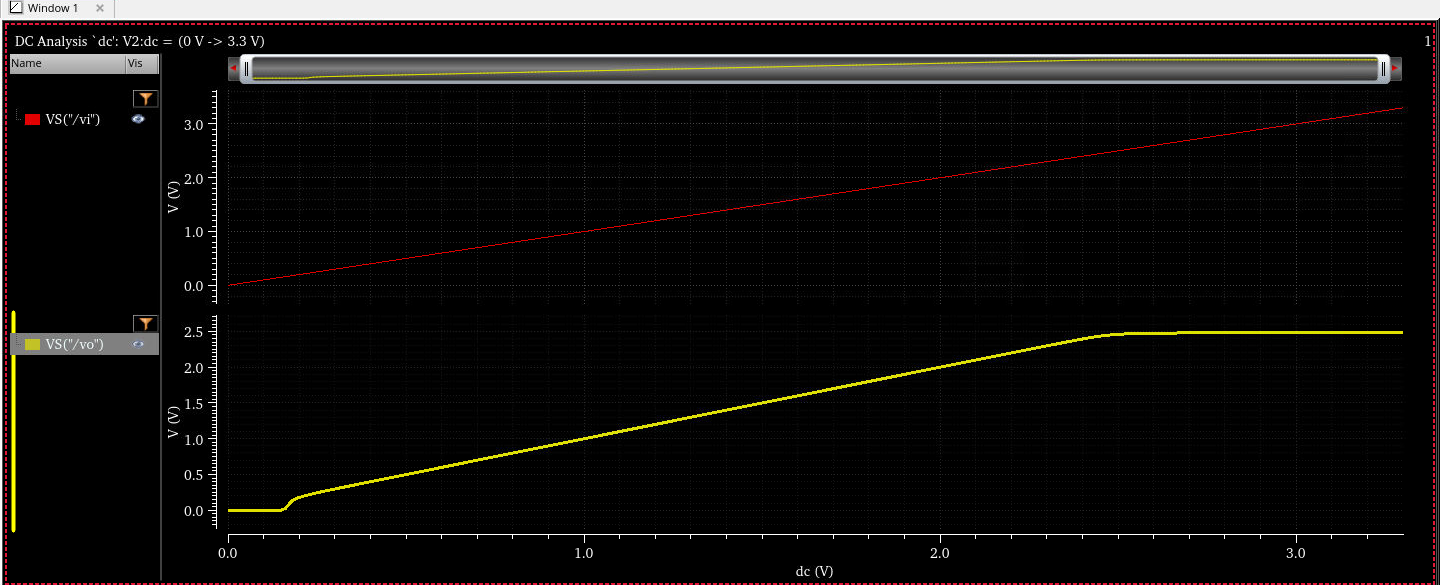 Window 1
DC Analysis `dc': V2:dc = (0 V -> 3.3 V)
1
Name Vis
VS("/vi")
3.0
2.0
1.0
0.0
V (V)
VS("/vo")
2.5
2.0
1.5
1.0
0.5
0.0
V (V)
0.0 1.0 2.0 3.0
dc (V)